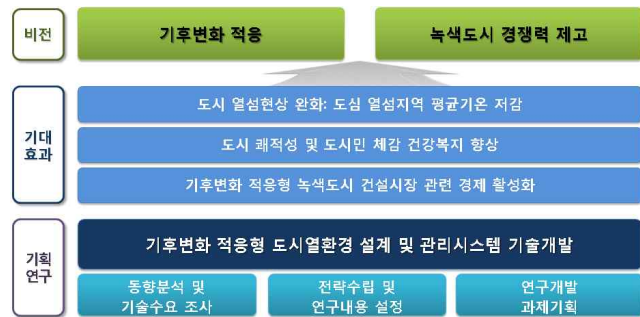 비전
기후변화 적응
녹색도시 경쟁력 제고
기대
효과
도시 열섬현상 완화: 도심 열섬지역 평균기온 저감
도시 쾌적성 및 도시민 체감 건강복지 향상
기후변화 적응형 녹색도시 건설시장 관련 경제 활성화
기획
연구
기후변화 적응형 도시열환경 설계 및 관리시스템 기술개발
동향분석 및
기술수요 조사
전략수립 및
연구내용 설정
연구개발
과제기획